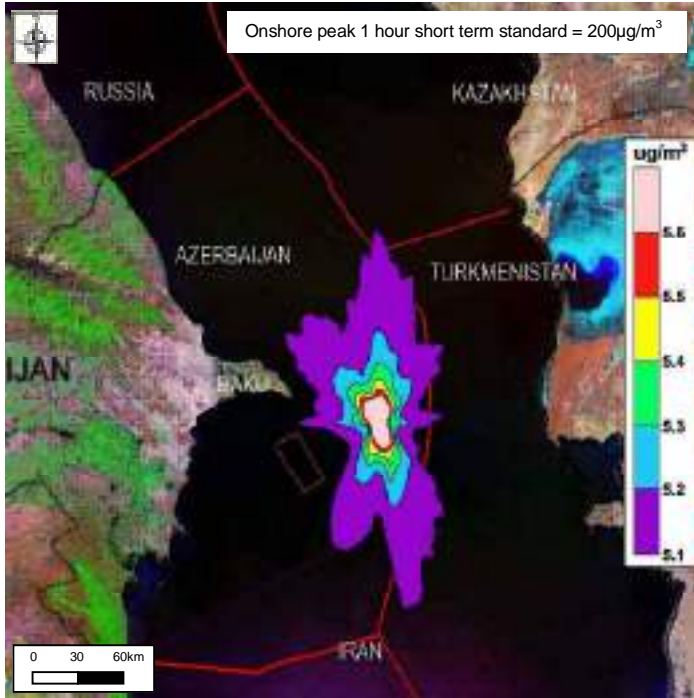 Onshore peak 1 hour short term standard = 200µg/m³
RUSSIA
KAZAKHSTAN
ug/m³
5.6
AZERBAIJAN
TURKMENISTAN
5.5
5.4
IJAN
BAKU
5.3
5.2
5.1
0 30 60km
IRAN